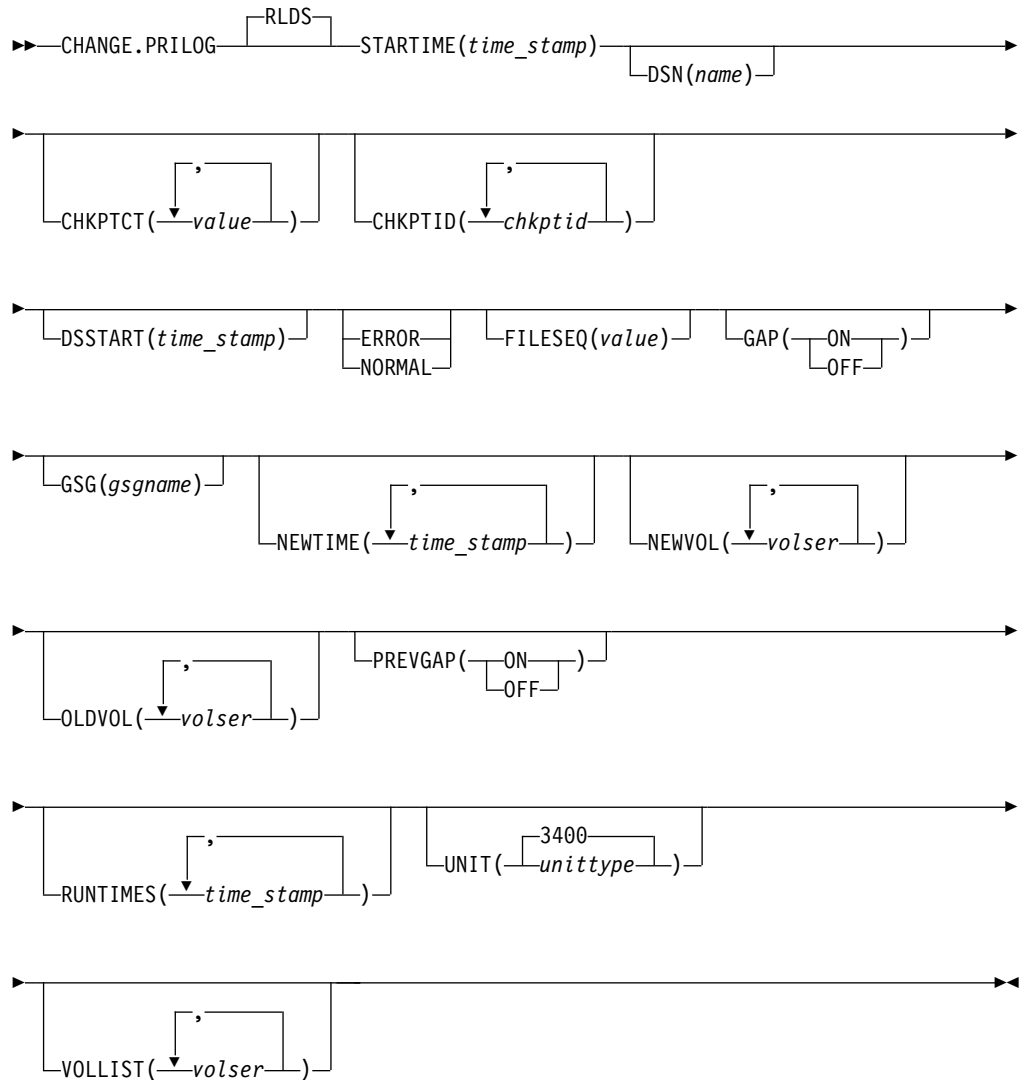 RLDS
CHANGE.PRILOG STARTIME(time_stamp)
DSN(name)
, ,
CHKPTCT( value ) CHKPTID( chkptid )
DSSTART(time_stamp) ERROR FILESEQ(value) GAP( ON )
NORMAL OFF
GSG(gsgname)
, ,
NEWTIME( time_stamp ) NEWVOL( volser )
, PREVGAP( ON )
OFF
OLDVOL( volser )
, 3400
UNIT( unittype )
RUNTIMES( time_stamp )
,
VOLLIST( volser )